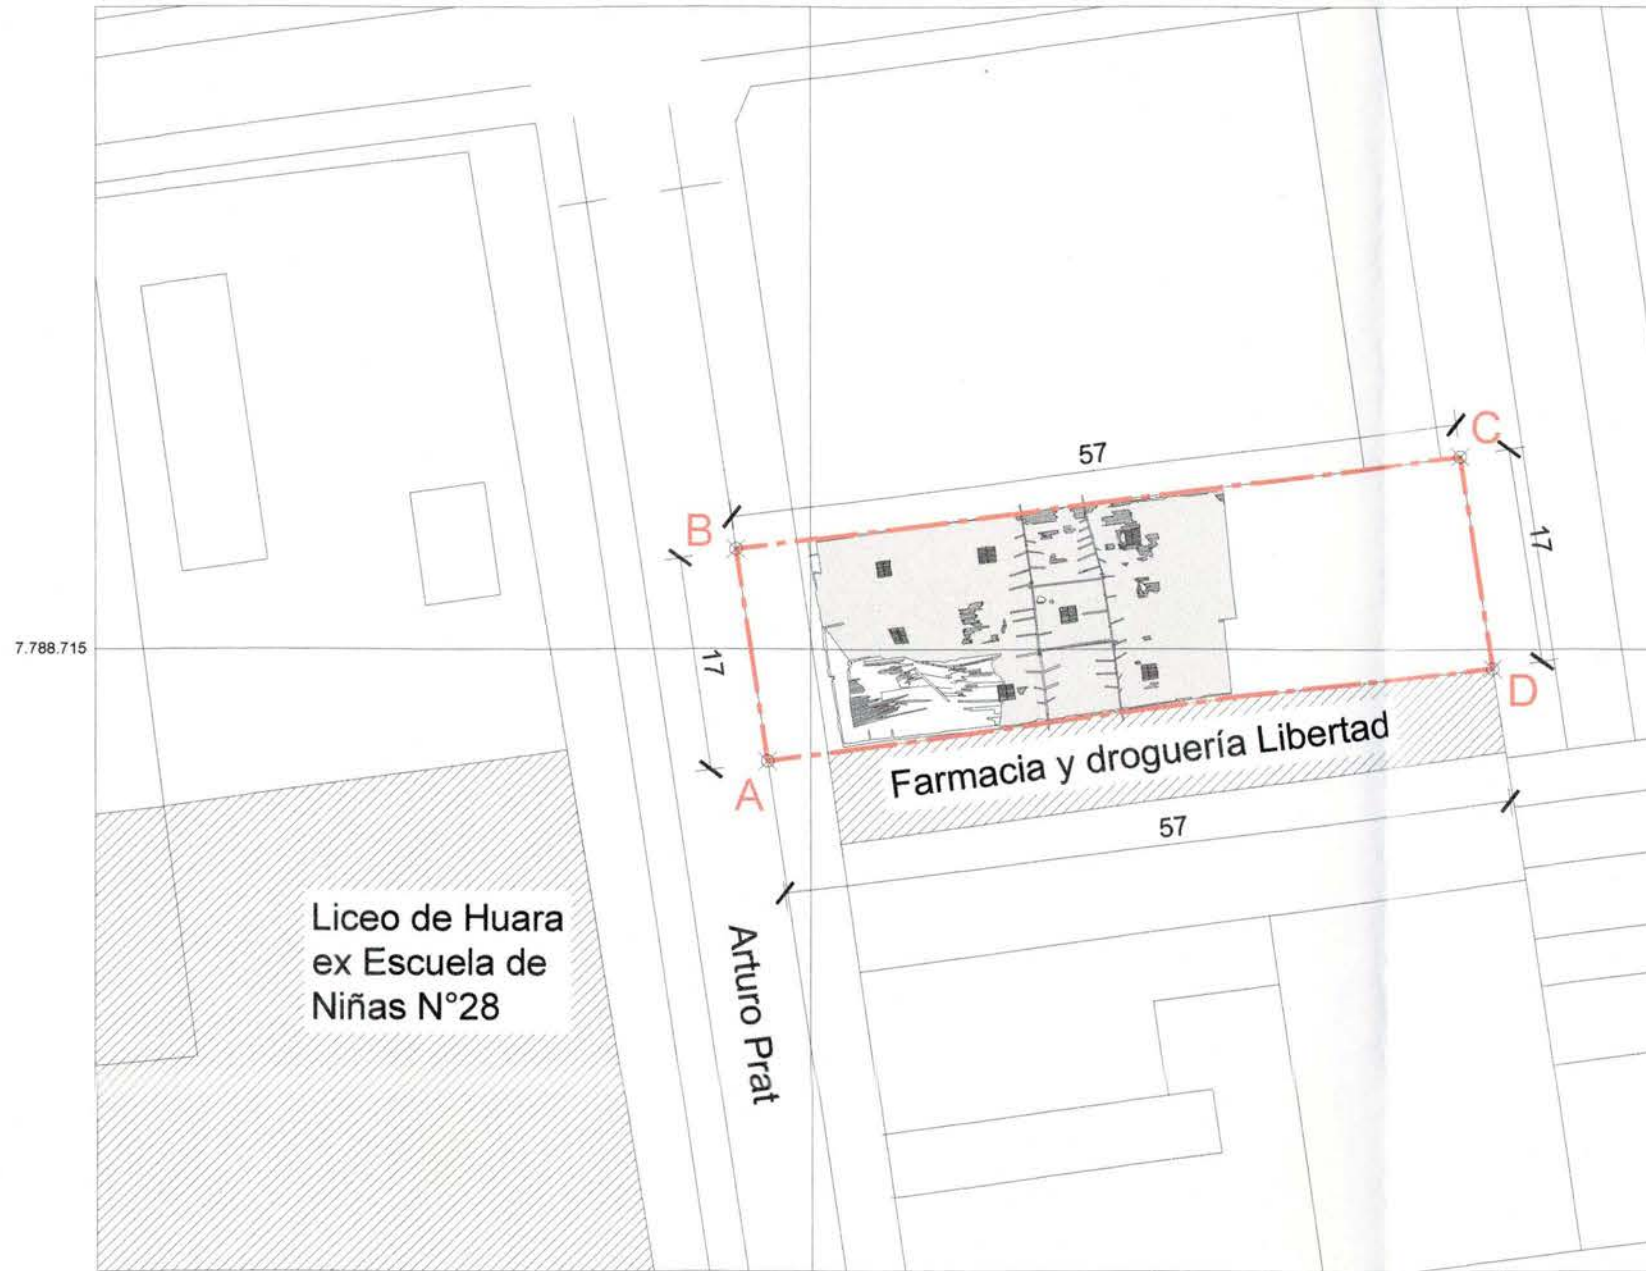 C
57
B
17
7.788.715
17
D
Farmacia y droguería Libertad
A
57
Liceo de Huara
ex Escuela de
Niñas N°28
Arturo Prat